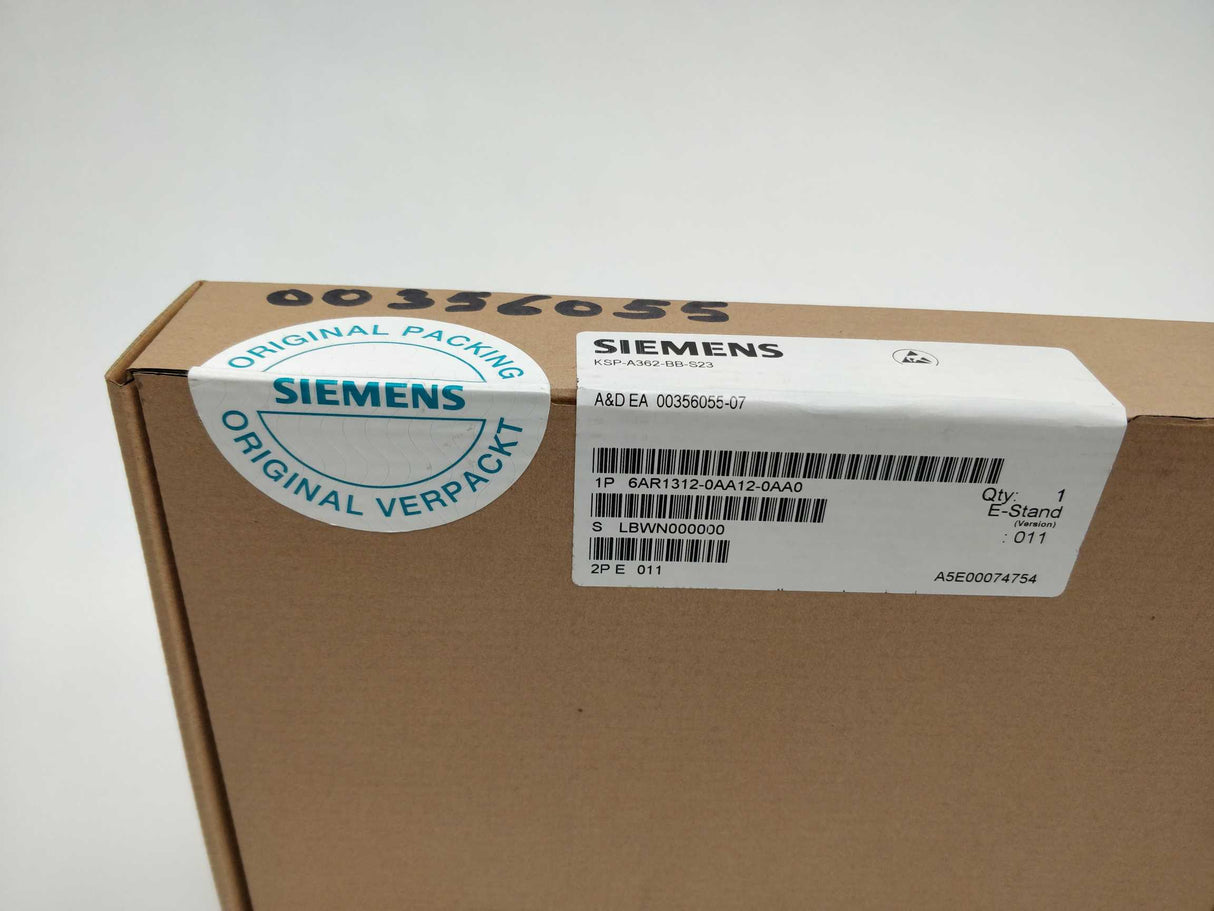 00356055
ORIGINAL PACKING
SIEMENS
ORIGINAL VERPACKT
SIEMENS
KSP-A362-BB-S23
A&D EA 00356055-07
1P 6AR1312-0AA12-0AA0
Qty: 1
E-Stand
(Version)
: 011
S LBWN000000
2P E 011
A5E00074754